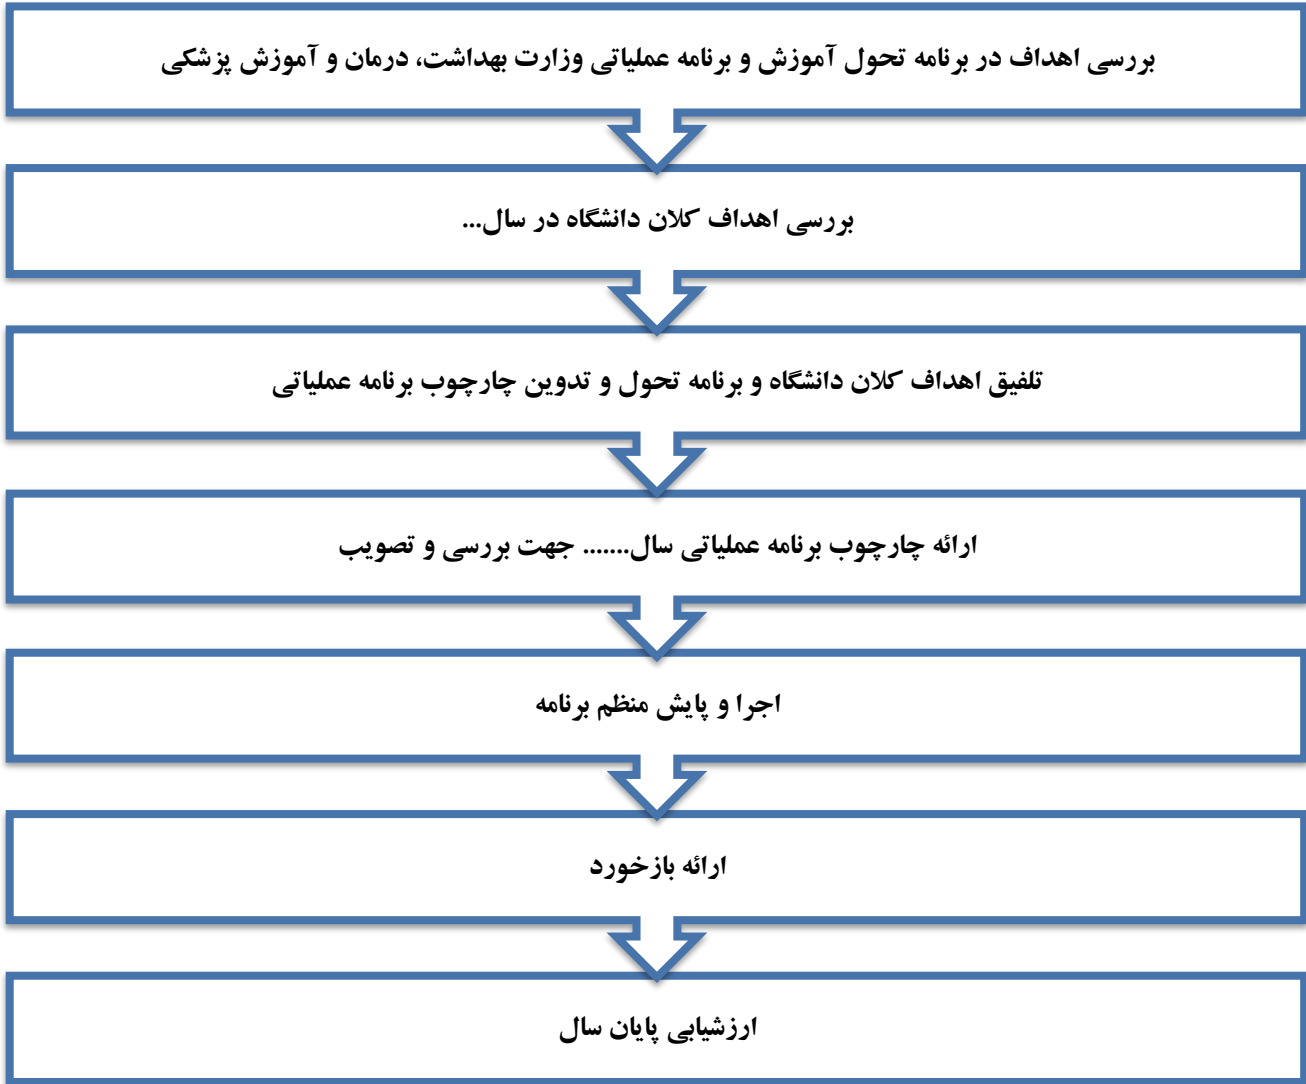 بررسی اهداف در برنامه تحول آموزش و برنامه عملیاتی وزارت بهداشت، درمان و آموزش پزشکی
بررسی اهداف کلان دانشگاه در سال...
تلفیق اهداف کلان دانشگاه و برنامه تحول و تدوین چارچوب برنامه عملیاتی
ارائه چارچوب برنامه عملیاتی سال....... جهت بررسی و تصویب
اجرا و پایش منظم برنامه
ارائه بازخورد
ارزشیابی پایان سال